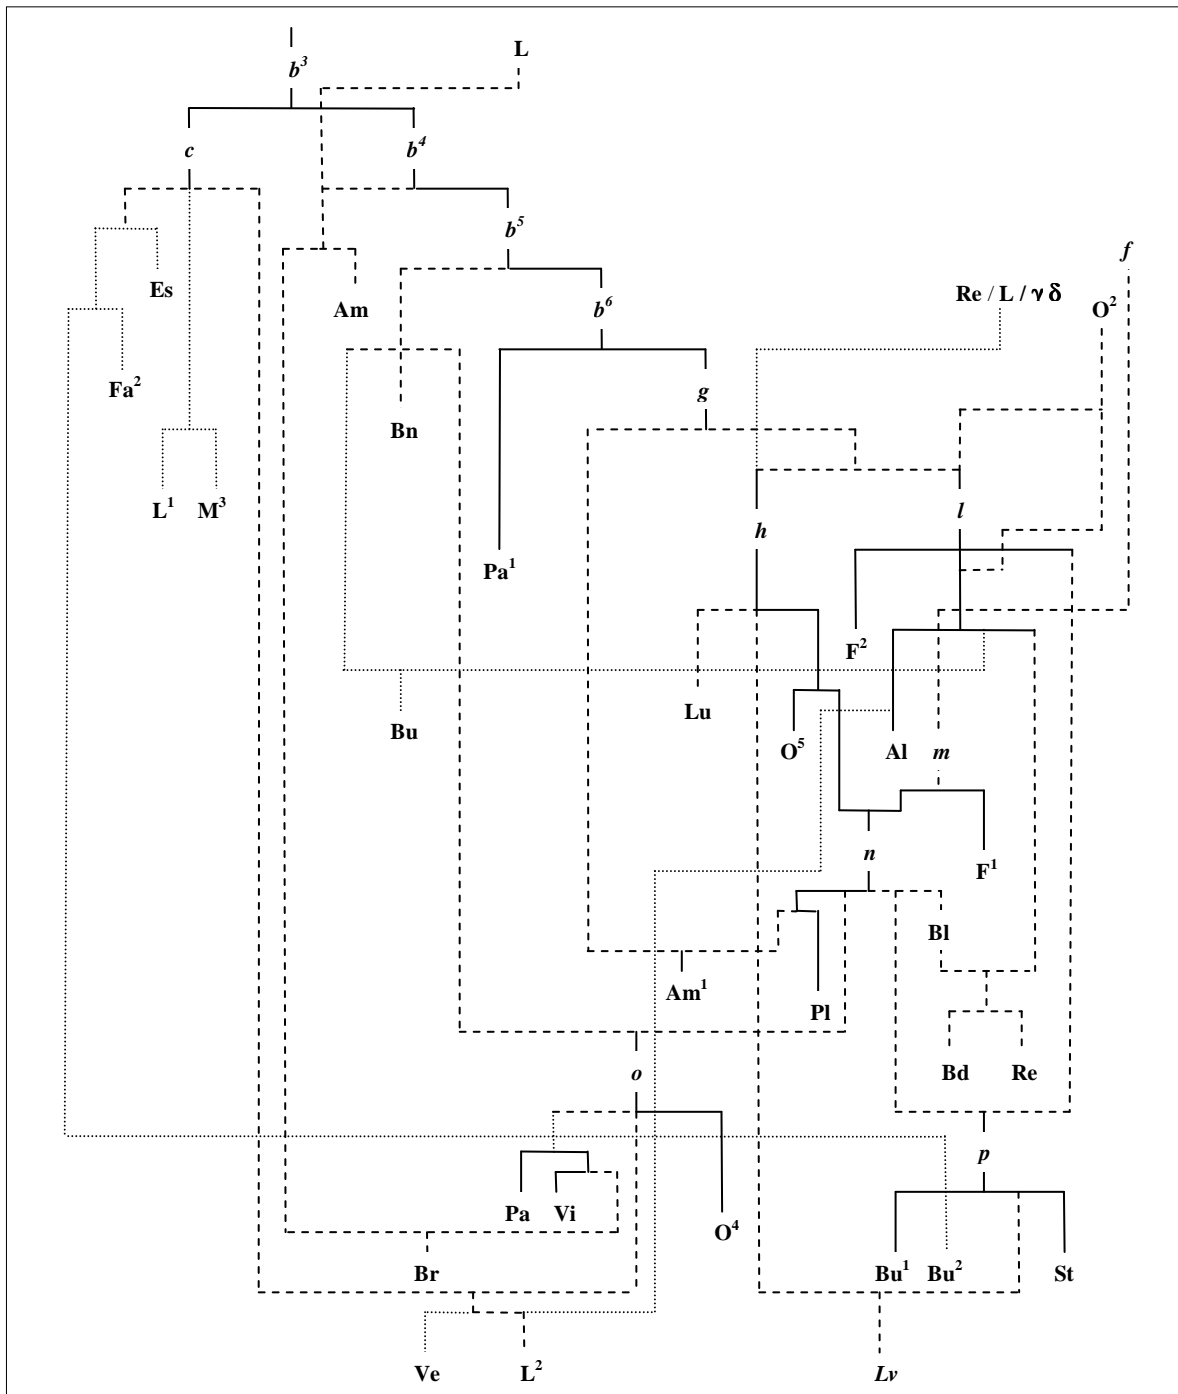 L
b³
c b⁴
b⁵
f
Es Am b⁶ Re / L / γ δ O²
Fa² g
Bn
L¹ M³ h l
Pa¹
F²
Bu Lu O⁵ Al m
n F¹
Bl
Am¹ Pl
o Bd Re
p
Pa Vi O⁴
Br Bu¹ Bu² St
Ve L² Lv